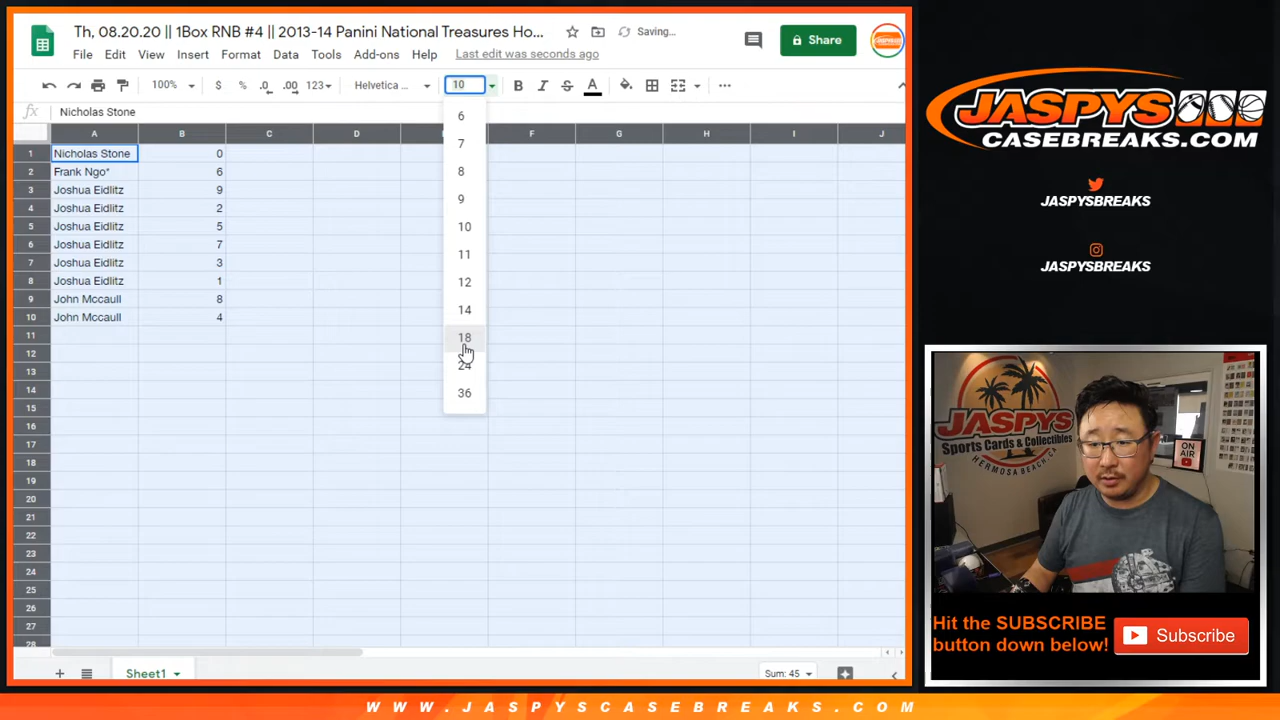 Th, 08.20.20 || 1Box RNB #4 || 2013-14 Panini National Treasures Ho...
Saving...
Share
File Edit View Insert Format Data Tools Add-ons Help Last edit was seconds ago
100% $ % .0 .00 123 Helvetica ... 10 B I S A
fx Nicholas Stone
A B C D F G H I J
1 Nicholas Stone 0
2 Frank Ngo* 6
3 Joshua Eidlitz 9
4 Joshua Eidlitz 2
5 Joshua Eidlitz 5
6 Joshua Eidlitz 7
7 Joshua Eidlitz 3
8 Joshua Eidlitz 1
9 John Mccaull 8
10 John Mccaull 4
11
12
13
14
15
16
17
18
19
20
21
22
23
24
25
26
27
28
6
7
8
9
10
11
12
14
18
24
36
Sheet1
Sum: 45
JASPYS
CASEBREAKS.COM
JASPYSBREAKS
JASPYSBREAKS
JASPYS
Sports Cards & Collectibles
HERMOSA BEACH, CA
ON AIR
Hit the SUBSCRIBE
button down below!
Subscribe
WWW.JASPYSCASEBREAKS.COM